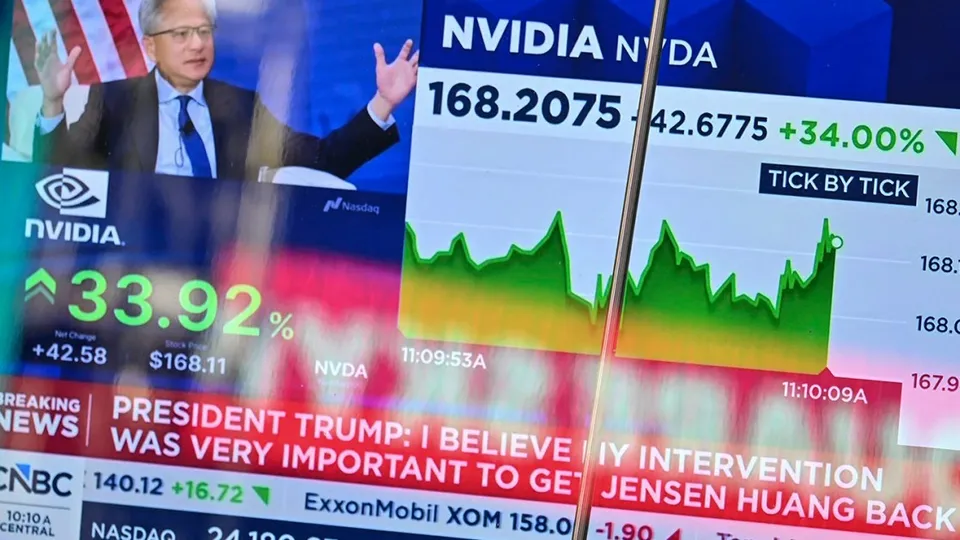 NVIDIA NVDA
168.2075 +42.6775 +34.00%
TICK BY TICK
168.
168.
168.0
167.9
11:09:53A
11:10:09A
Nasdaq
NVIDIA.
33.92%
Net Change
+42.58
Stock Price
$168.11
NVDA
BREAKING
NEWS
PRESIDENT TRUMP: I BELIEVE MY INTERVENTION
WAS VERY IMPORTANT TO GET JENSEN HUANG BACK
CNBC
10:10A
CENTRAL
140.12 +16.72
ExxonMobil XOM 158.0
-1.90
NASDAQ